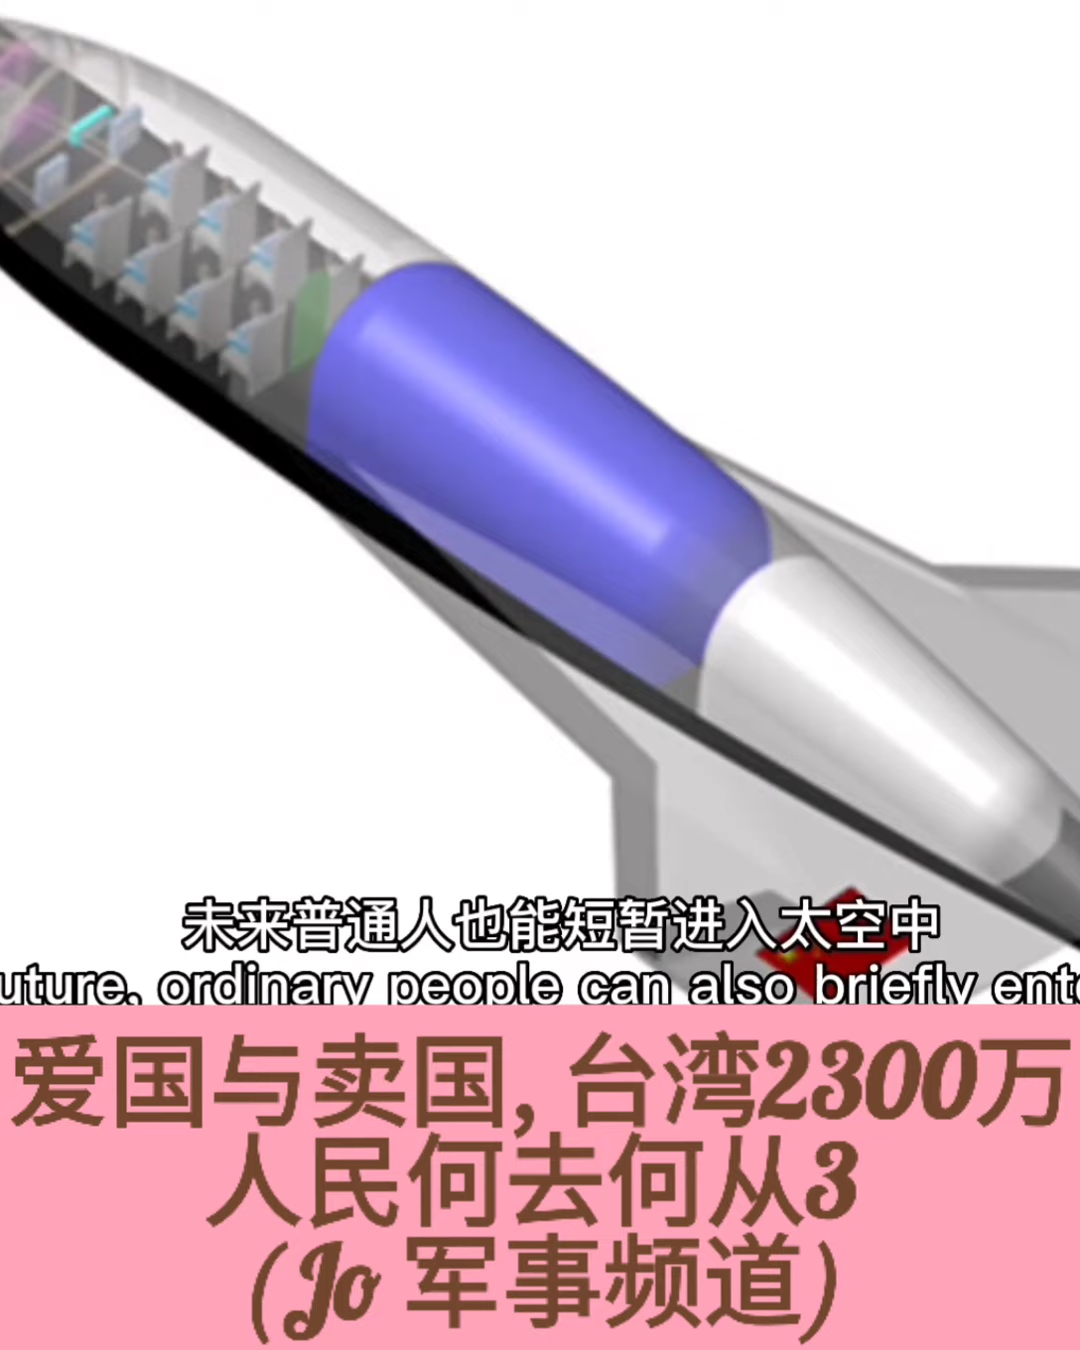 未来普通人也能短暂进入太空中
uture, ordinary people can also briefly ente
爱国与卖国,台湾2300万
人民何去何从3
(Jo 军事频道)